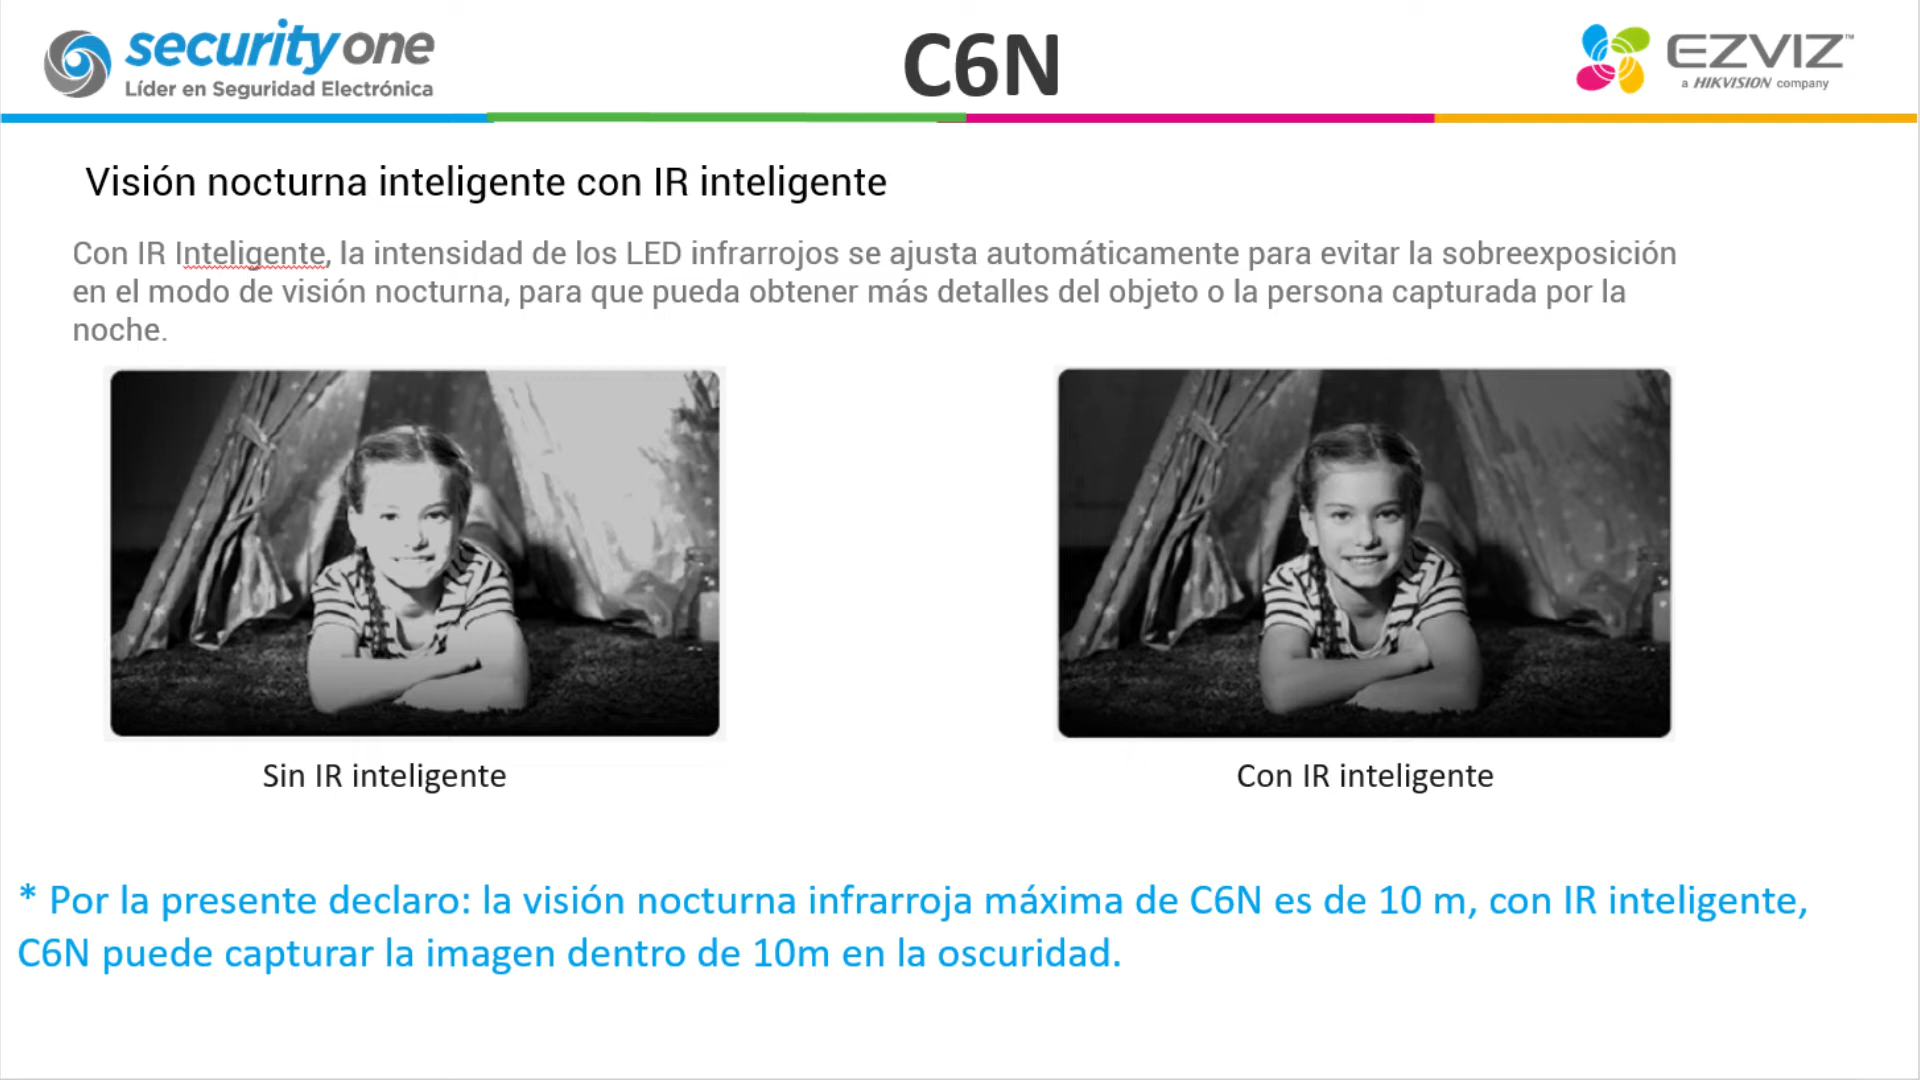 securityone
Líder en Seguridad Electrónica
C6N
EZVIZ™
a HIKVISION company
Visión nocturna inteligente con IR inteligente
Con IR Inteligente, la intensidad de los LED infrarrojos se ajusta automáticamente para evitar la sobreexposición
en el modo de visión nocturna, para que pueda obtener más detalles del objeto o la persona capturada por la
noche.
Sin IR inteligente
Con IR inteligente
* Por la presente declaro: la visión nocturna infrarroja máxima de C6N es de 10 m, con IR inteligente,
C6N puede capturar la imagen dentro de 10m en la oscuridad.